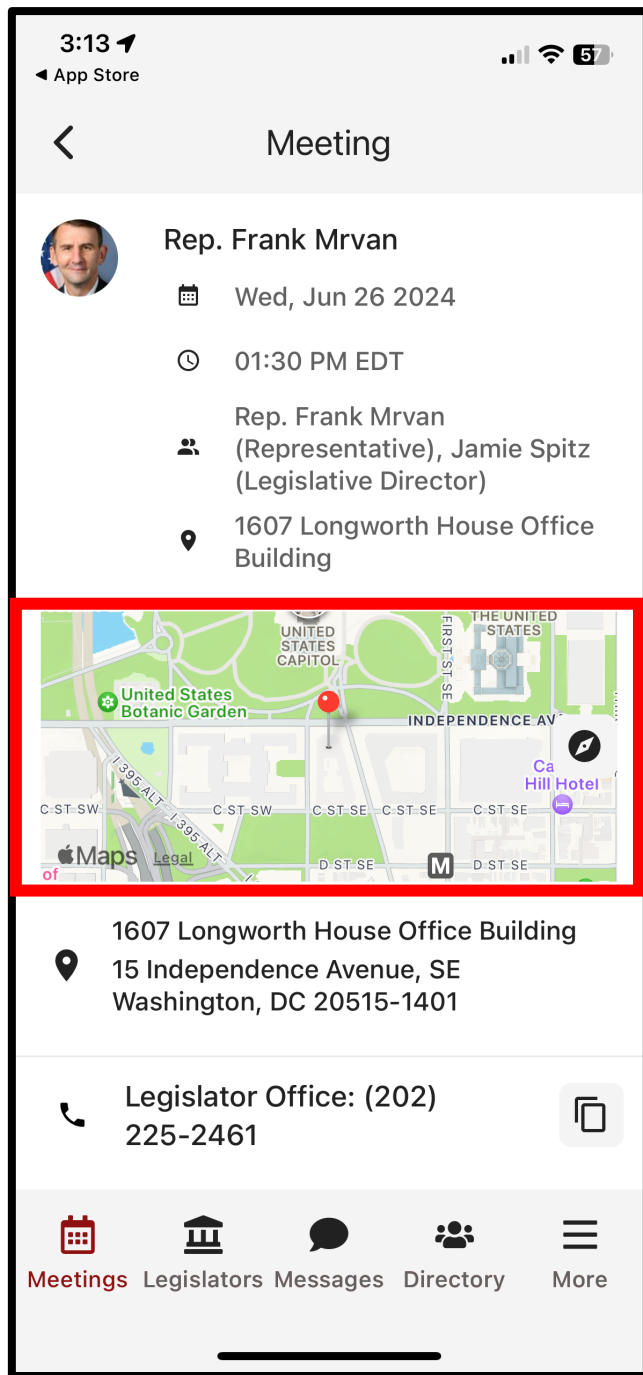 3:13
57
◀ App Store
Meeting
Rep. Frank Mrvan
Wed, Jun 26 2024
01:30 PM EDT
Rep. Frank Mrvan
(Representative), Jamie Spitz
(Legislative Director)
1607 Longworth House Office
Building
UNITED
STATES
CAPITOL
FIRST ST SE
THE UNITED
STATES
United States
Botanic Garden
INDEPENDENCE AV
Ca
Hill Hotel
I 395 ALT
I 395 ALT
C ST SW
C ST SW
C ST SE
C ST SE
C ST SE
Maps
Legal
of
D ST SE
M
D ST SE
1607 Longworth House Office Building
15 Independence Avenue, SE
Washington, DC 20515-1401
Legislator Office: (202)
225-2461
Meetings
Legislators
Messages
Directory
More